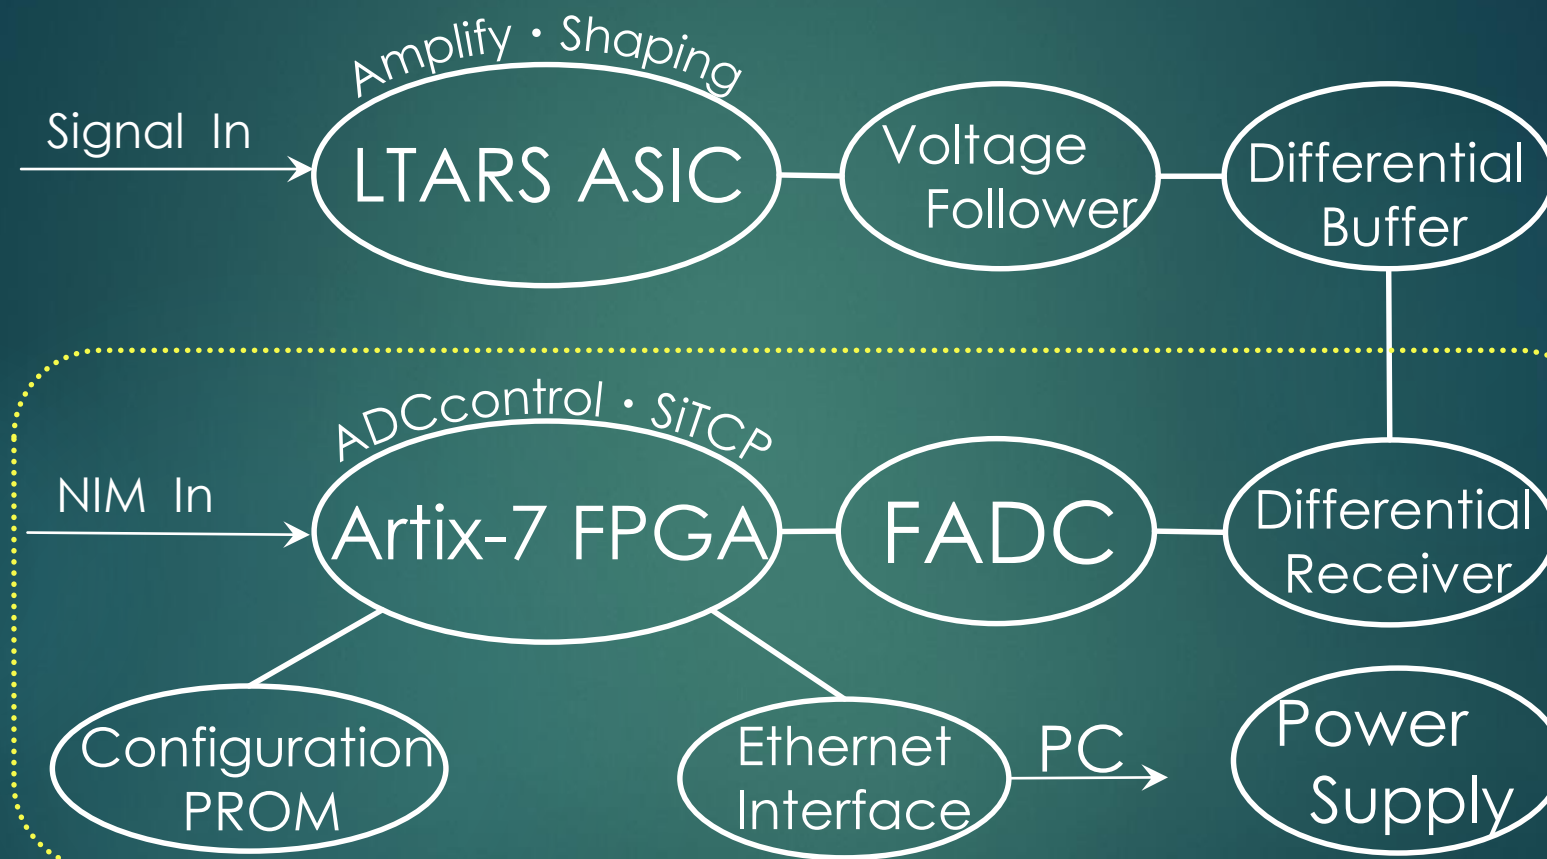 Amplify・Shaping
Signal In
LTARS ASIC
Voltage
Follower
Differential
Buffer
ADCcontrol・SiTCP
NIM In
Artix-7 FPGA
FADC
Differential
Receiver
Configuration
PROM
Ethernet
Interface
PC
Power
Supply